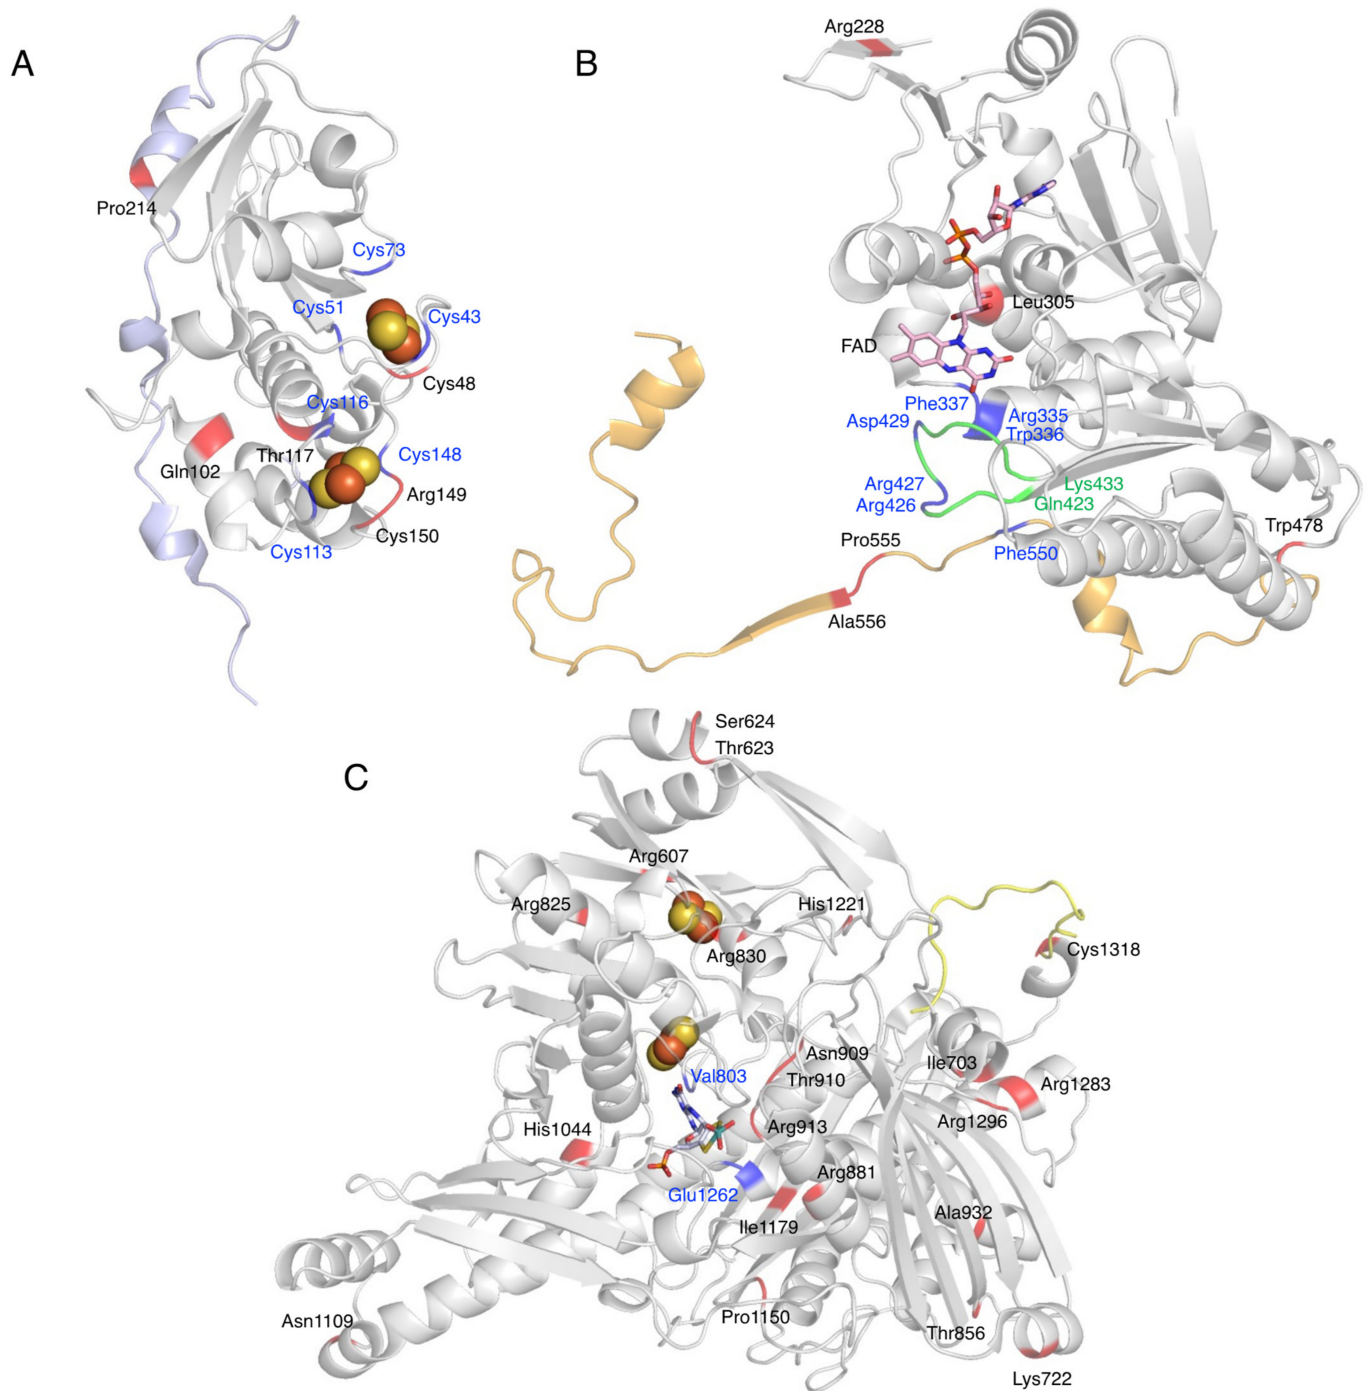 A
Pro214
Cys73
Cys51
Cys43
Cys48
Cys116
Gln102
Thr117
Cys148
Arg149
Cys150
Cys113
B
Arg228
Leu305
FAD
Phe337
Arg335
Asp429
Trp336
Arg427
Lys433
Arg426
Gln423
Pro555
Phe550
Trp478
Ala556
C
Ser624
Thr623
Arg607
Arg825
His1221
Arg830
Cys1318
Asn909
Ile703
Val803
Thr910
Arg1283
Arg1296
His1044
Arg913
Arg881
Glu1262
Ala932
Ile1179
Pro1150
Asn1109
Thr856
Lys722